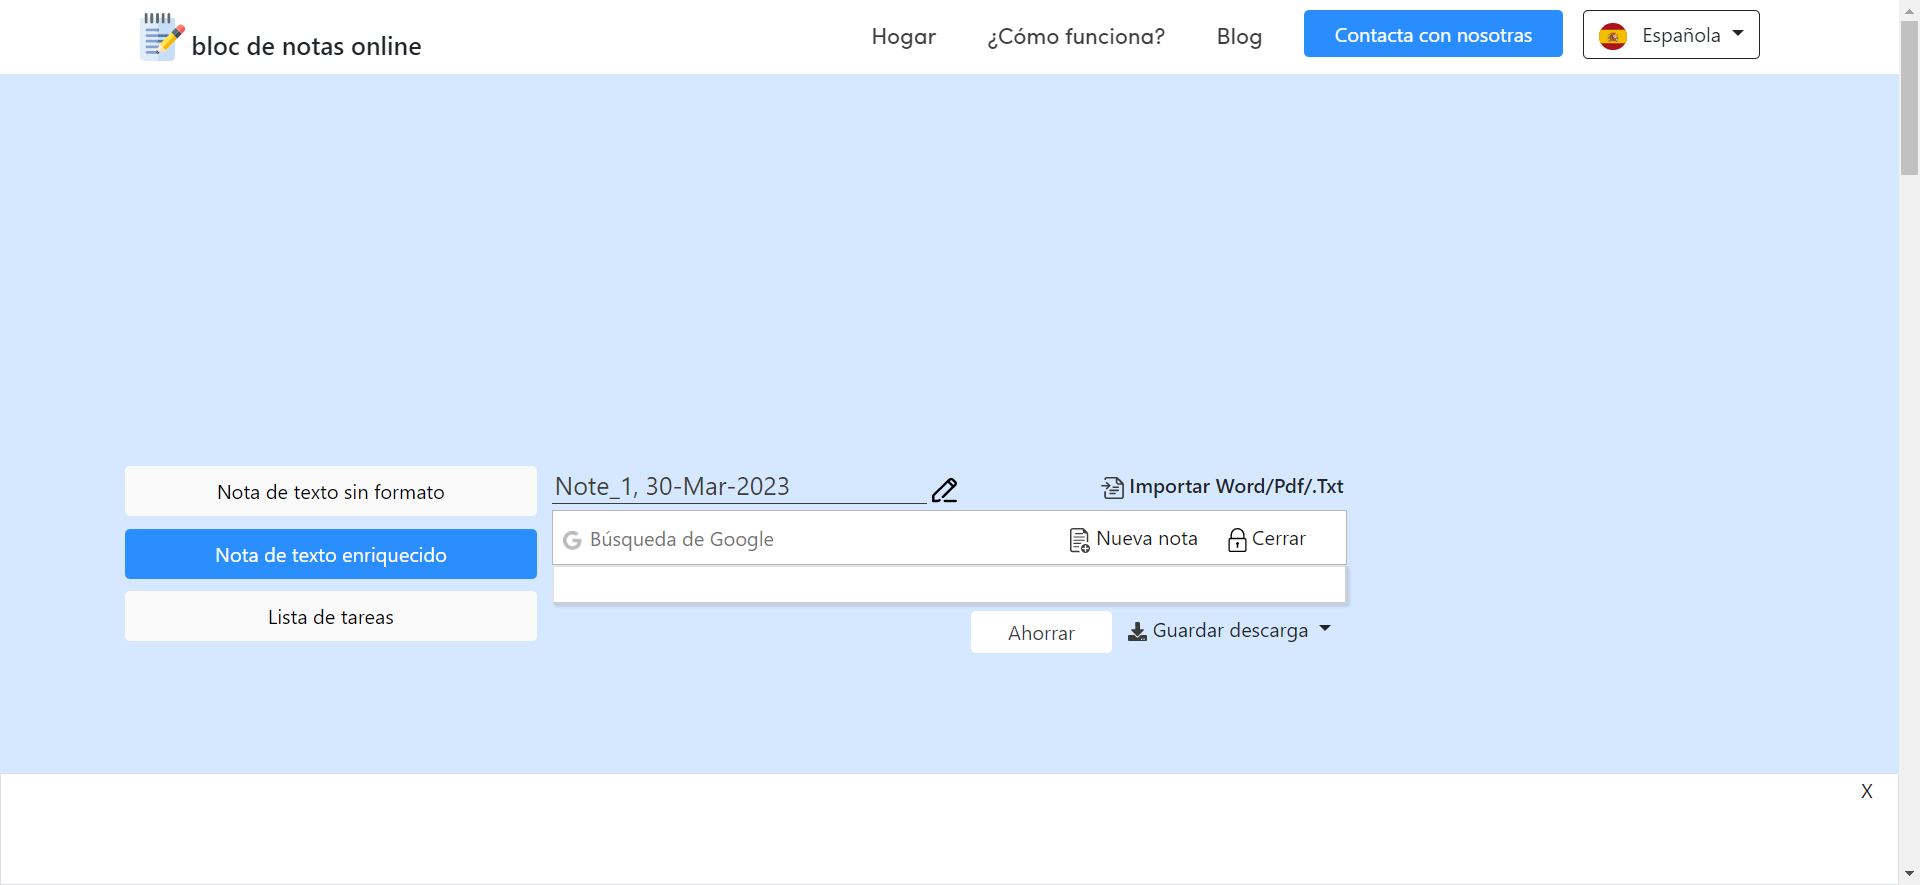 bloc de notas online
Hogar
¿Cómo funciona?
Blog
Contacta con nosotras
Española
Nota de texto sin formato
Nota de texto enriquecido
Lista de tareas
Note_1, 30-Mar-2023
Importar Word/Pdf/.Txt
Búsqueda de Google
Nueva nota
Cerrar
Ahorrar
Guardar descarga
X